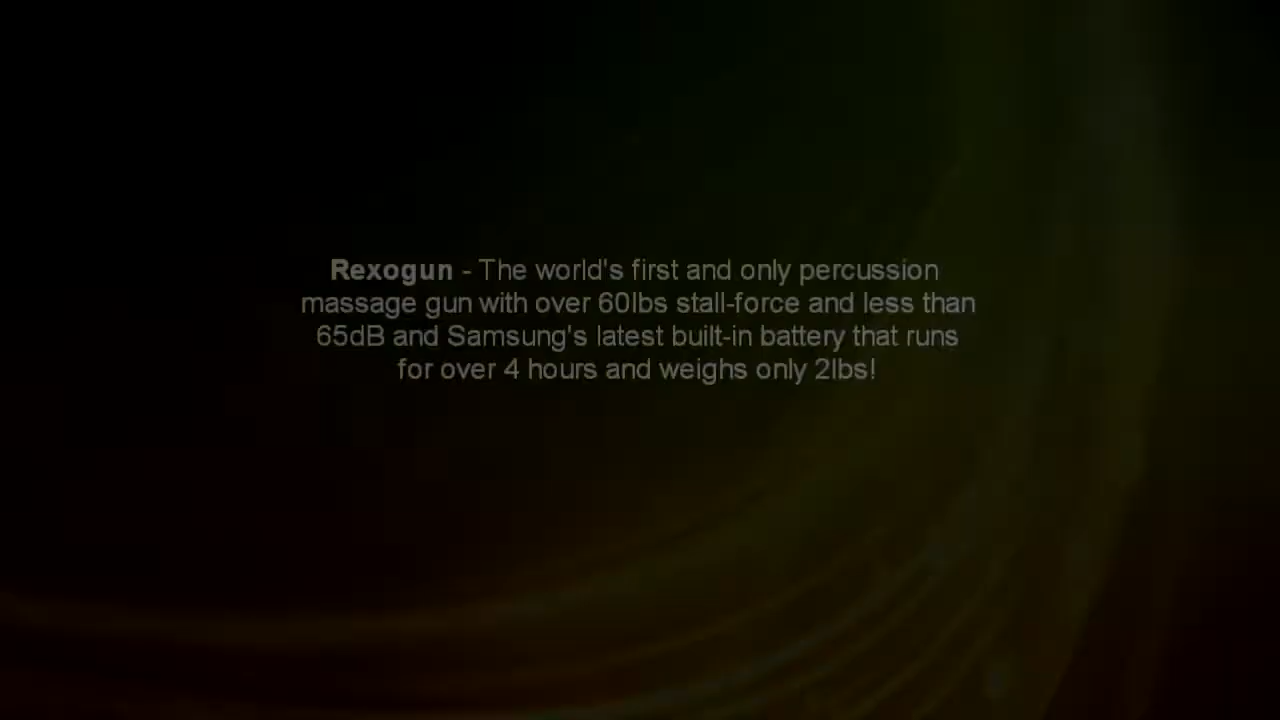 Rexogun - The world's first and only percussion
massage gun with over 60lbs stall-force and less than
65dB and Samsung's latest built-in battery that runs
for over 4 hours and weighs only 2lbs!